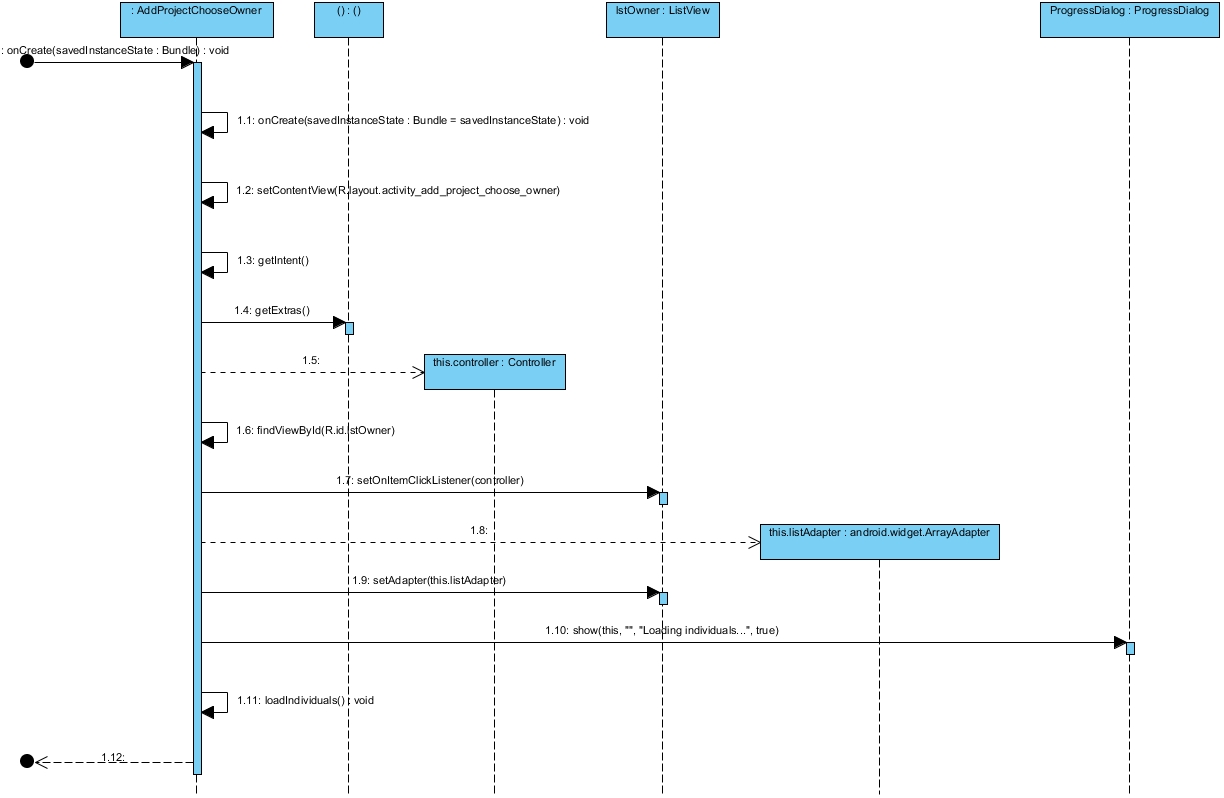 : AddProjectChooseOwner
() : ()
lstOwner : ListView
ProgressDialog : ProgressDialog
: onCreate(savedInstanceState : Bundle) : void
1.1: onCreate(savedInstanceState : Bundle = savedInstanceState) : void
1.2: setContentView(R.layout.activity_add_project_choose_owner)
1.3: getIntent()
1.4: getExtras()
1.5:
this.controller : Controller
1.6: findViewById(R.id.lstOwner)
1.7: setOnItemClickListener(controller)
1.8:
this.listAdapter : android.widget.ArrayAdapter
1.9: setAdapter(this.listAdapter)
1.10: show(this, "", "Loading individuals...", true)
1.11: loadIndividuals() : void
1.12: